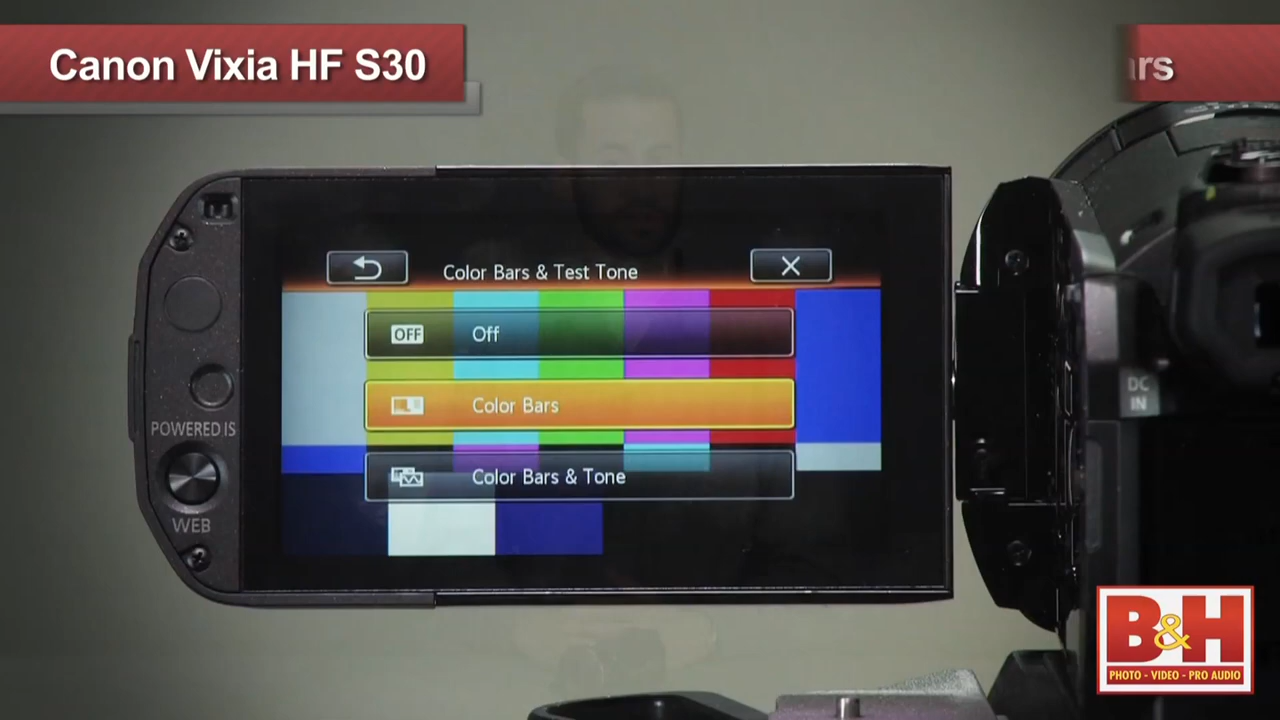 Canon Vixia HF S30
Color Bars & Test Tone
OFF Off
Color Bars
Color Bars & Tone
POWERED IS
WEB
DC
IN
B&H
PHOTO - VIDEO - PRO AUDIO